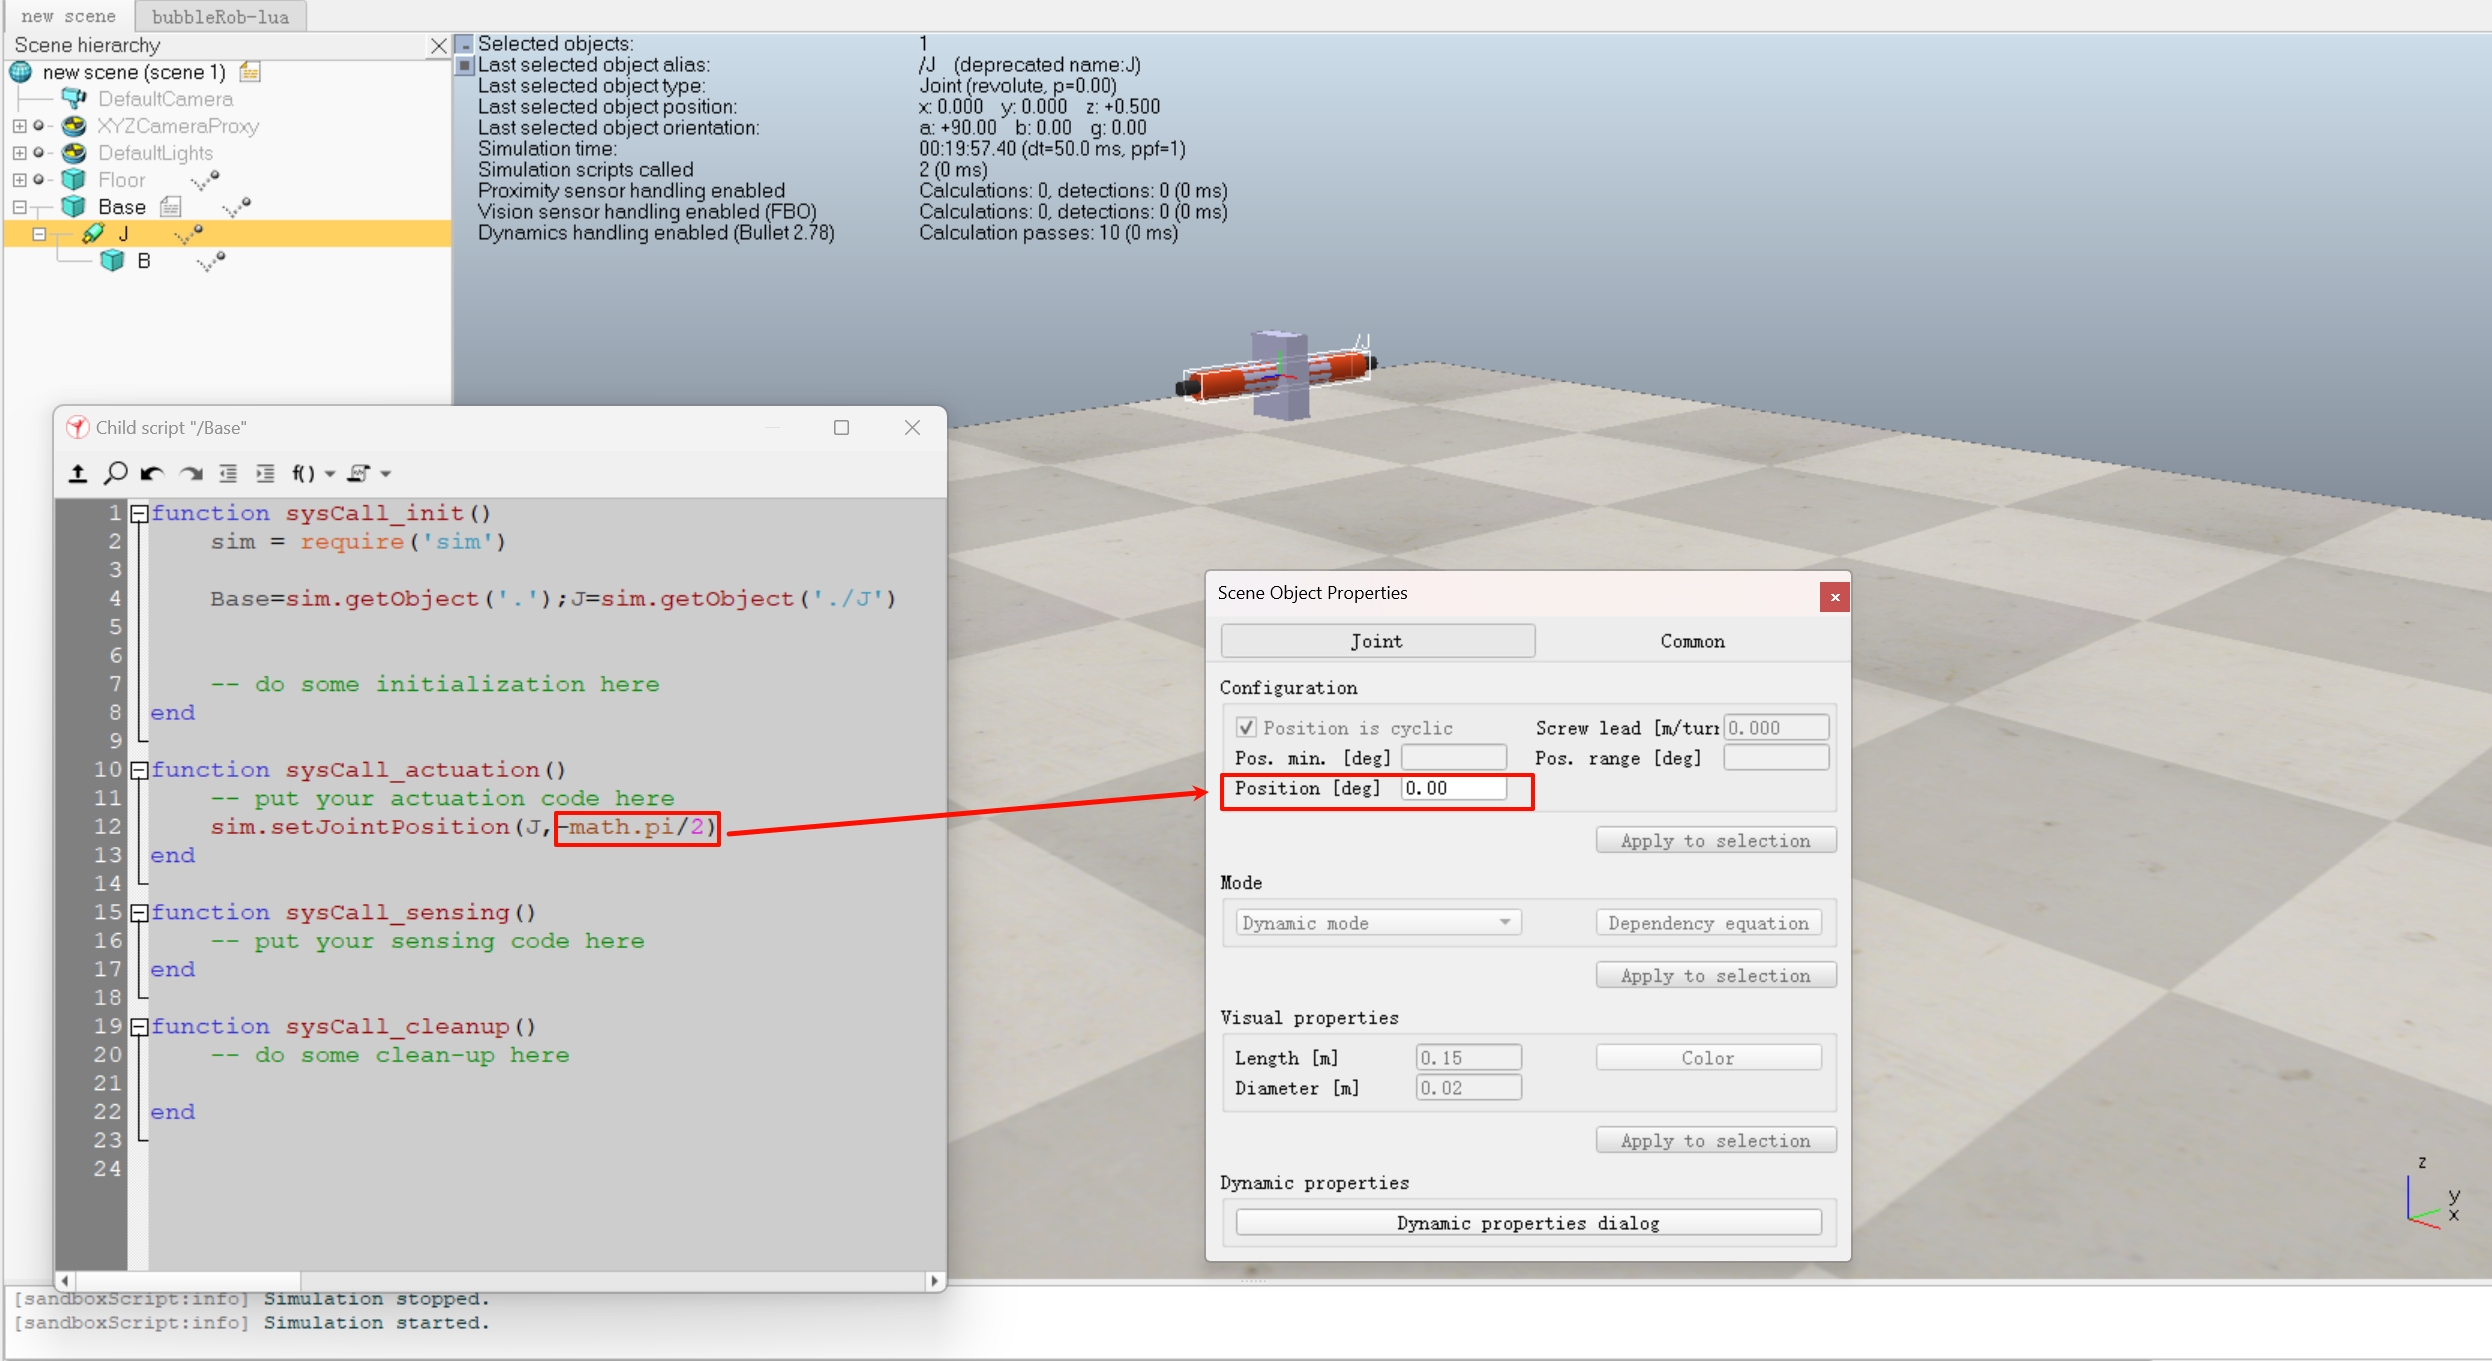 new scene
bubbleRob-lua
Scene hierarchy
new scene (scene 1)
DefaultCamera
XYZCameraProxy
DefaultLights
Floor
Base
J
B
Selected objects: 1
Last selected object alias: /J (deprecated name:J)
Last selected object type: Joint (revolute, p=0.00)
Last selected object position: x: 0.000 y: 0.000 z: +0.500
Last selected object orientation: a: +90.00 b: 0.00 g: 0.00
Simulation time: 00:19:57.40 (dt=50.0 ms, ppf=1)
Simulation scripts called 2 (0 ms)
Proximity sensor handling enabled Calculations: 0, detections: 0 (0 ms)
Vision sensor handling enabled (FBO) Calculations: 0, detections: 0 (0 ms)
Dynamics handling enabled (Bullet 2.78) Calculation passes: 10 (0 ms)
/J
Child script "/Base"
f()
1 function sysCall_init()
2 sim = require('sim')
3
4 Base=sim.getObject('.');J=sim.getObject('./J')
5
6
7 -- do some initialization here
8 end
9
10 function sysCall_actuation()
11 -- put your actuation code here
12 sim.setJointPosition(J,-math.pi/2)
13 end
14
15 function sysCall_sensing()
16 -- put your sensing code here
17 end
18
19 function sysCall_cleanup()
20 -- do some clean-up here
21
22 end
23
24
Scene Object Properties
Joint Common
Configuration
Position is cyclic Screw lead [m/turn 0.000
Pos. min. [deg] Pos. range [deg]
Position [deg] 0.00
Apply to selection
Mode
Dynamic mode Dependency equation
Apply to selection
Visual properties
Length [m] 0.15 Color
Diameter [m] 0.02
Apply to selection
Dynamic properties
Dynamic properties dialog
z
y
x
[sandboxScript:info] Simulation stopped.
[sandboxScript:info] Simulation started.